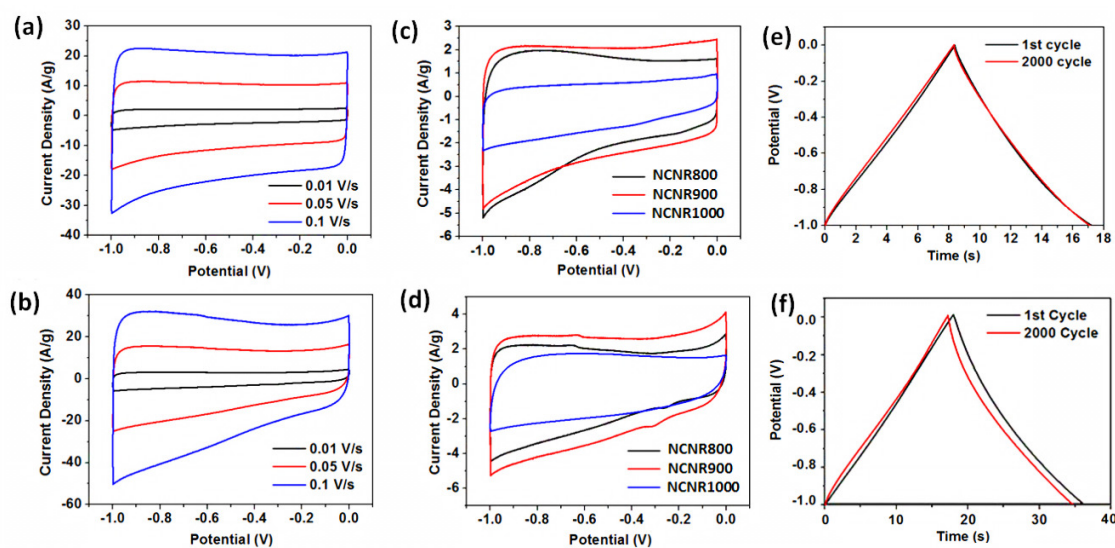 (a)
Current Density (A/g)
30
20
10
0
-10
-20
-30
-40
0.01 V/s
0.05 V/s
0.1 V/s
-1.0 -0.8 -0.6 -0.4 -0.2 0.0
Potential (V)
(c)
Current Density (A/g)
3
2
1
0
-1
-2
-3
-4
-5
-6
NCNR800
NCNR900
NCNR1000
-1.0 -0.8 -0.6 -0.4 -0.2 0.0
Potential (V)
(e)
Potential (V)
0.0
-0.2
-0.4
-0.6
-0.8
-1.0
1st cycle
2000 cycle
0 2 4 6 8 10 12 14 16 18
Time (s)
(b)
Current Density (A/g)
40
20
0
-20
-40
-60
0.01 V/s
0.05 V/s
0.1 V/s
-1.0 -0.8 -0.6 -0.4 -0.2 0.0
Potential (V)
(d)
Current Density (A/g)
4
2
0
-2
-4
-6
NCNR800
NCNR900
NCNR1000
-1.0 -0.8 -0.6 -0.4 -0.2 0.0
Potential (V)
(f)
Potential (V)
0.0
-0.2
-0.4
-0.6
-0.8
-1.0
1st Cycle
2000 Cycle
0 10 20 30 40
Time (s)